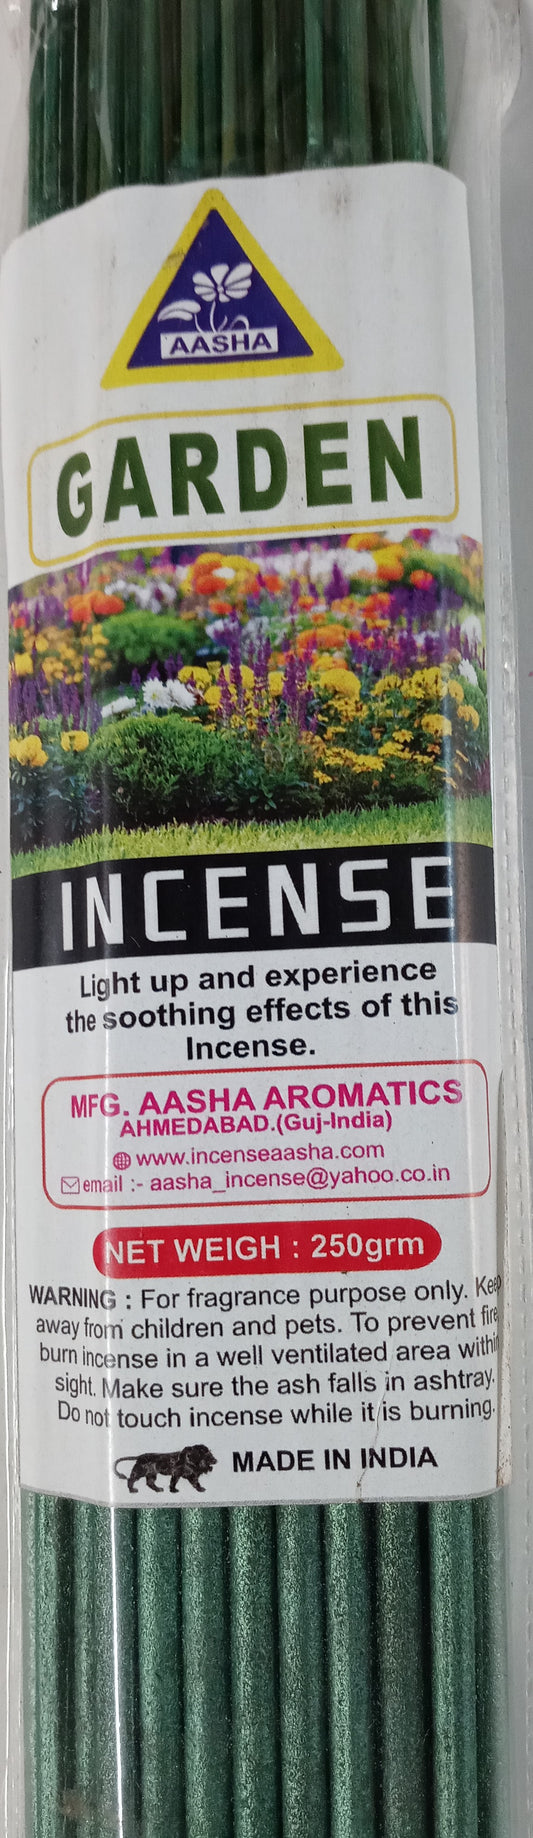 AASHA
GARDEN
INCENSE
Light up and experience
the soothing effects of this
Incense.
MFG. AASHA AROMATICS
AHMEDABAD.(Guj-India)
www.incenseaasha.com
email :- aasha_incense@yahoo.co.in
NET WEIGH : 250grm
WARNING : For fragrance purpose only. Keep
away from children and pets. To prevent fire
burn incense in a well ventilated area within
sight. Make sure the ash falls in ashtray.
Do not touch incense while it is burning.
MADE IN INDIA